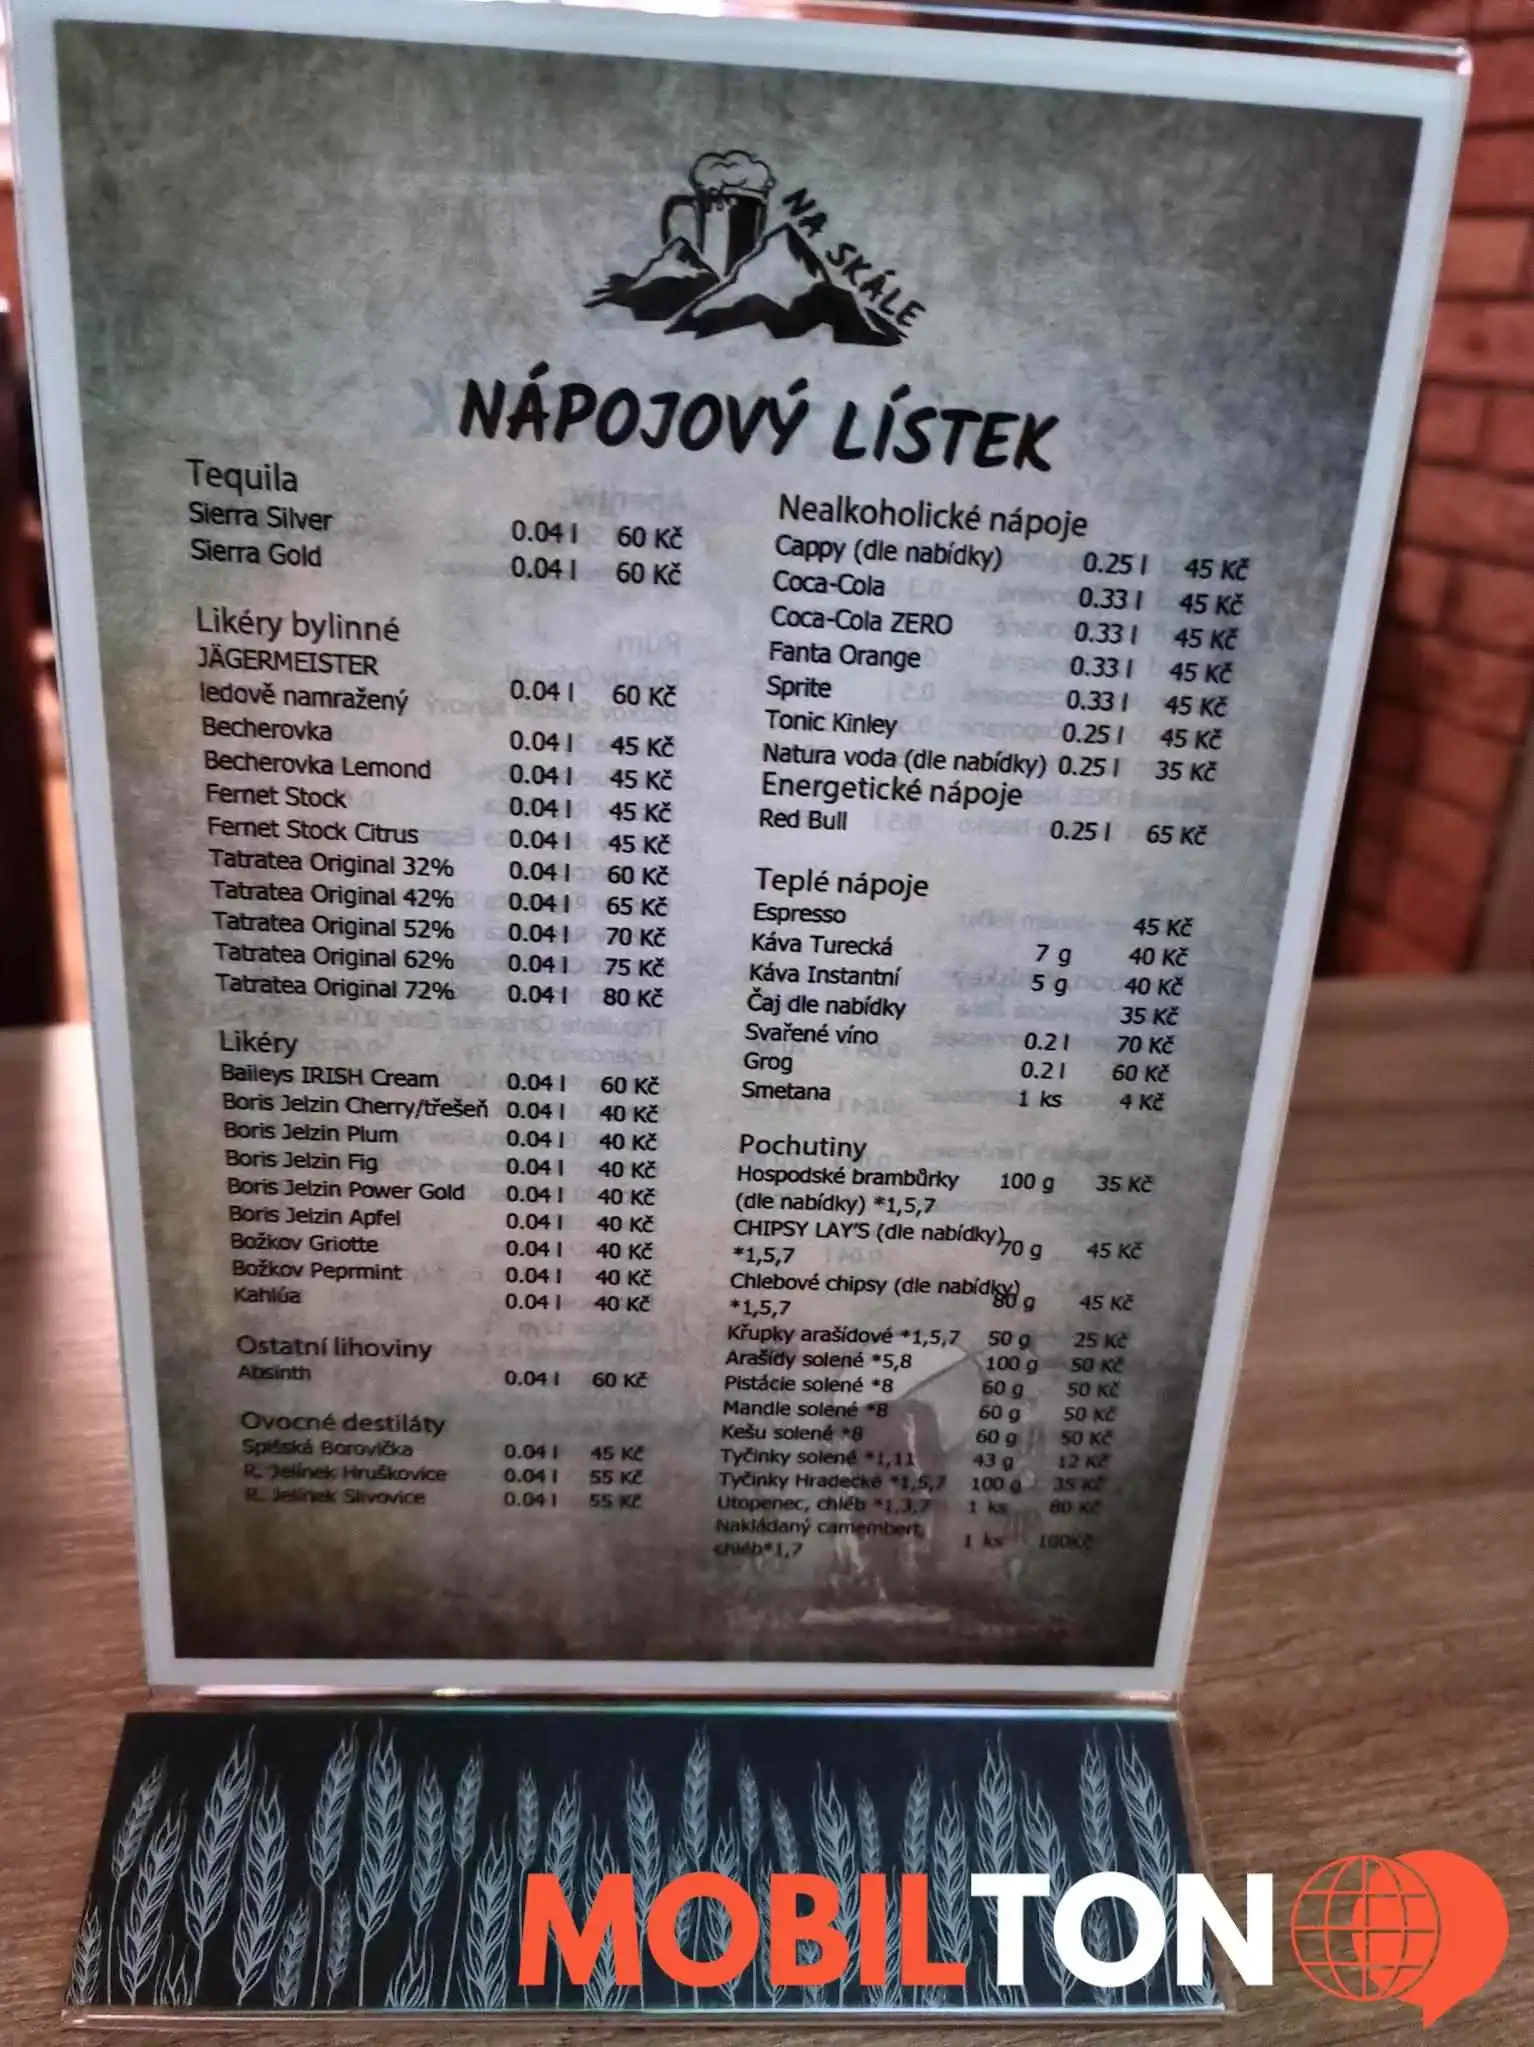 NA SKÁLE
NÁPOJOVÝ LÍSTEK
Tequila
Sierra Silver 0.04 l 60 Kč
Sierra Gold 0.04 l 60 Kč
Likéry bylinné
JÄGERMEISTER
ledově namražený 0.04 l 60 Kč
Becherovka 0.04 l 45 Kč
Becherovka Lemond 0.04 l 45 Kč
Fernet Stock 0.04 l 45 Kč
Fernet Stock Citrus 0.04 l 45 Kč
Tatratea Original 32% 0.04 l 60 Kč
Tatratea Original 42% 0.04 l 65 Kč
Tatratea Original 52% 0.04 l 70 Kč
Tatratea Original 62% 0.04 l 75 Kč
Tatratea Original 72% 0.04 l 80 Kč
Likéry
Baileys IRISH Cream 0.04 l 60 Kč
Boris Jelzin Cherry/třešeň 0.04 l 40 Kč
Boris Jelzin Plum 0.04 l 40 Kč
Boris Jelzin Fig 0.04 l 40 Kč
Boris Jelzin Power Gold 0.04 l 40 Kč
Boris Jelzin Apfel 0.04 l 40 Kč
Božkov Griotte 0.04 l 40 Kč
Božkov Peprmint 0.04 l 40 Kč
Kahlúa 0.04 l 40 Kč
Ostatní lihoviny
Absinth 0.04 l 60 Kč
Ovocné destiláty
Spišská Borovička 0.04 l 45 Kč
R. Jelínek Hruškovice 0.04 l 55 Kč
R. Jelínek Slivovice 0.04 l 55 Kč
Nealkoholické nápoje
Cappy (dle nabídky) 0.25 l 45 Kč
Coca-Cola 0.33 l 45 Kč
Coca-Cola ZERO 0.33 l 45 Kč
Fanta Orange 0.33 l 45 Kč
Sprite 0.33 l 45 Kč
Tonic Kinley 0.25 l 45 Kč
Natura voda (dle nabídky) 0.25 l 35 Kč
Energetické nápoje
Red Bull 0.25 l 65 Kč
Teplé nápoje
Espresso 45 Kč
Káva Turecká 7 g 40 Kč
Káva Instantní 5 g 40 Kč
Čaj dle nabídky 35 Kč
Svařené víno 0.2 l 70 Kč
Grog 0.2 l 60 Kč
Smetana 1 ks 4 Kč
Pochutiny
Hospodské brambůrky 100 g 35 Kč
(dle nabídky) *1,5,7
CHIPSY LAY'S (dle nabídky) 70 g 45 Kč
*1,5,7
Chlebové chipsy (dle nabídky) 80 g 45 Kč
*1,5,7
Křupky arašídové *1,5,7 50 g 25 Kč
Arašídy solené *5,8 100 g 50 Kč
Pistácie solené *8 60 g 50 Kč
Mandle solené *8 60 g 50 Kč
Kešu solené *8 60 g 50 Kč
Tyčinky solené *1,11 43 g 12 Kč
Tyčinky Hradecké *1,5,7 100 g 35 Kč
Utopenec, chléb *1,3,7 1 ks 80 Kč
Nakládaný camembert, 1 ks 100Kč
chléb*1,7
MOBILTON